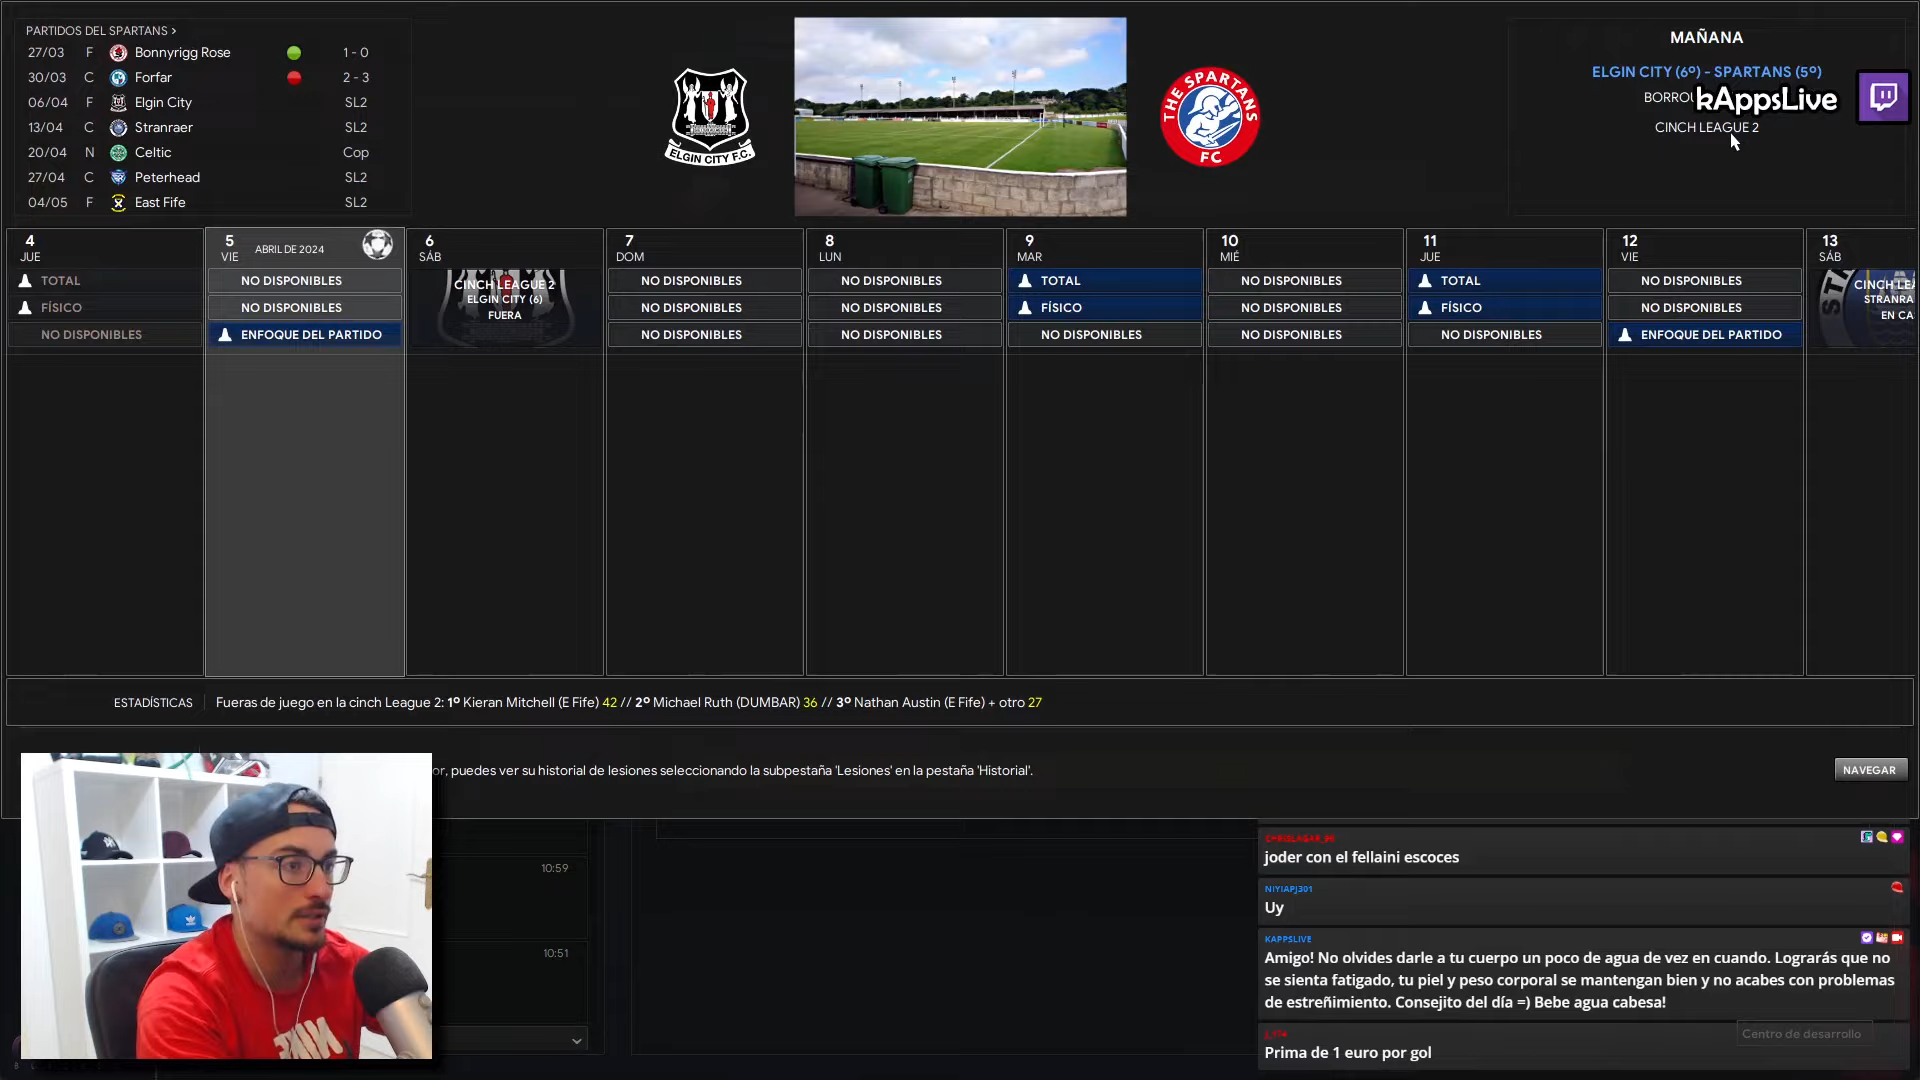 PARTIDOS DEL SPARTANS >
27/03 F Bonnyrigg Rose 1 - 0
30/03 C Forfar 2 - 3
06/04 F Elgin City SL2
13/04 C Stranraer SL2
20/04 N Celtic Cop
27/04 C Peterhead SL2
04/05 F East Fife SL2
ELGIN CITY F.C.
THE SPARTANS
FC
MAÑANA
ELGIN CITY (6º) - SPARTANS (5º)
kAppsLive
CINCH LEAGUE 2
4
JUE
TOTAL
FÍSICO
NO DISPONIBLES
5
VIE
ABRIL DE 2024
NO DISPONIBLES
NO DISPONIBLES
ENFOQUE DEL PARTIDO
6
SÁB
CINCH LEAGUE 2
ELGIN CITY (6)
FUERA
7
DOM
NO DISPONIBLES
NO DISPONIBLES
NO DISPONIBLES
8
LUN
NO DISPONIBLES
NO DISPONIBLES
NO DISPONIBLES
9
MAR
TOTAL
FÍSICO
NO DISPONIBLES
10
MIÉ
NO DISPONIBLES
NO DISPONIBLES
NO DISPONIBLES
11
JUE
TOTAL
FÍSICO
NO DISPONIBLES
12
VIE
NO DISPONIBLES
NO DISPONIBLES
ENFOQUE DEL PARTIDO
13
SÁB
CINCH LEA
STRANRA
EN CA
ESTADÍSTICAS
Fueras de juego en la cinch League 2: 1º Kieran Mitchell (E Fife) 42 // 2º Michael Ruth (DUMBAR) 36 // 3º Nathan Austin (E Fife) + otro 27
or, puedes ver su historial de lesiones seleccionando la subpestaña 'Lesiones' en la pestaña 'Historial'.
NAVEGAR
10:59
10:51
joder con el fellaini escoces
NIYIAPJ301
Uy
KAPPSLIVE
Amigo! No olvides darle a tu cuerpo un poco de agua de vez en cuando. Lograrás que no
se sienta fatigado, tu piel y peso corporal se mantengan bien y no acabes con problemas
de estreñimiento. Consejito del día =) Bebe agua cabesa!
Centro de desarrollo
Prima de 1 euro por gol